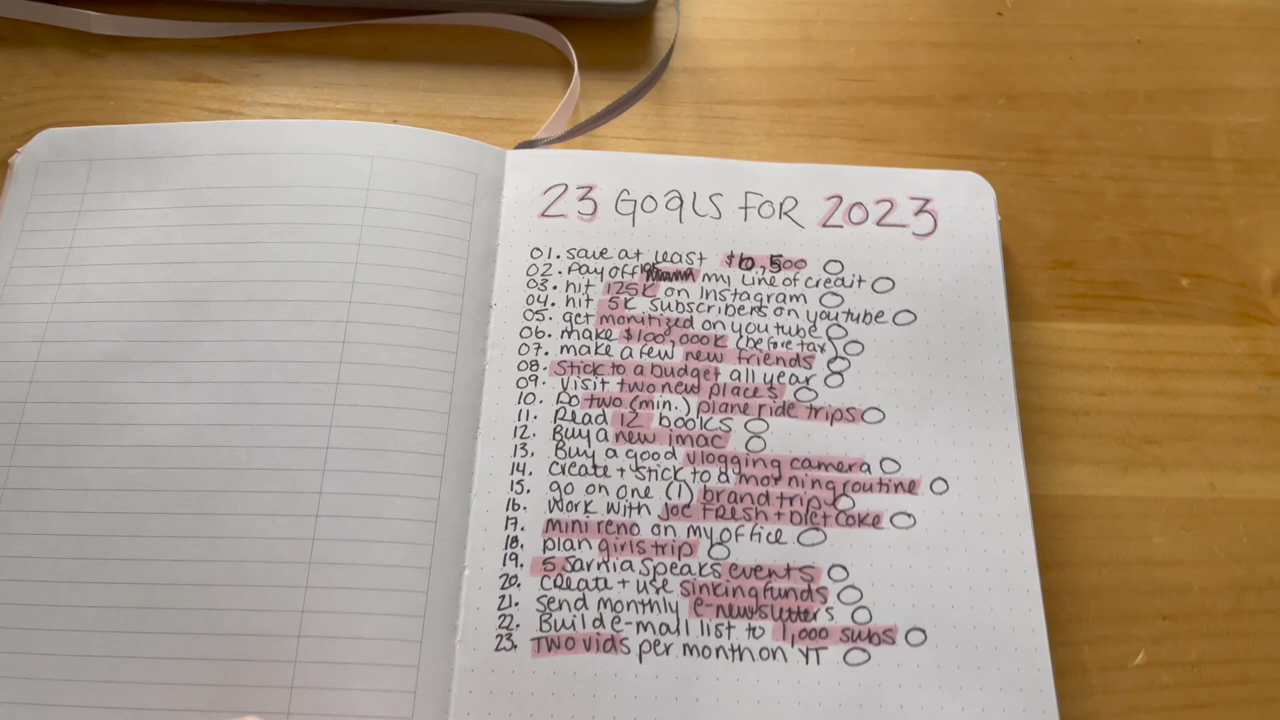 23 GOALS FOR 2023
01. save at least $6,500
02. Pay off my line of credit
03. hit 125K on Instagram
04. hit 5K subscribers on youtube
05. get monitized on youtube
06. make $100,000K (before tax)
07. make a few new friends
08. Stick to a budget all year
09. Visit two new places
10. Do two (min.) plane ride trips
11. Read 12 books
12. Buy a new imac
13. Buy a good vlogging camera
14. create + stick to a morning routine
15. go on one (1) brand trip
16. Work with Joe FRESH + Diet Coke
17. mini reno on my office
18. plan girls trip
19. 5 Sarnia Speaks events
20. create + use sinking funds
21. send monthly e-newsletters
22. Build e-mail list to 1,000 subs
23. TWO vids per month on YT